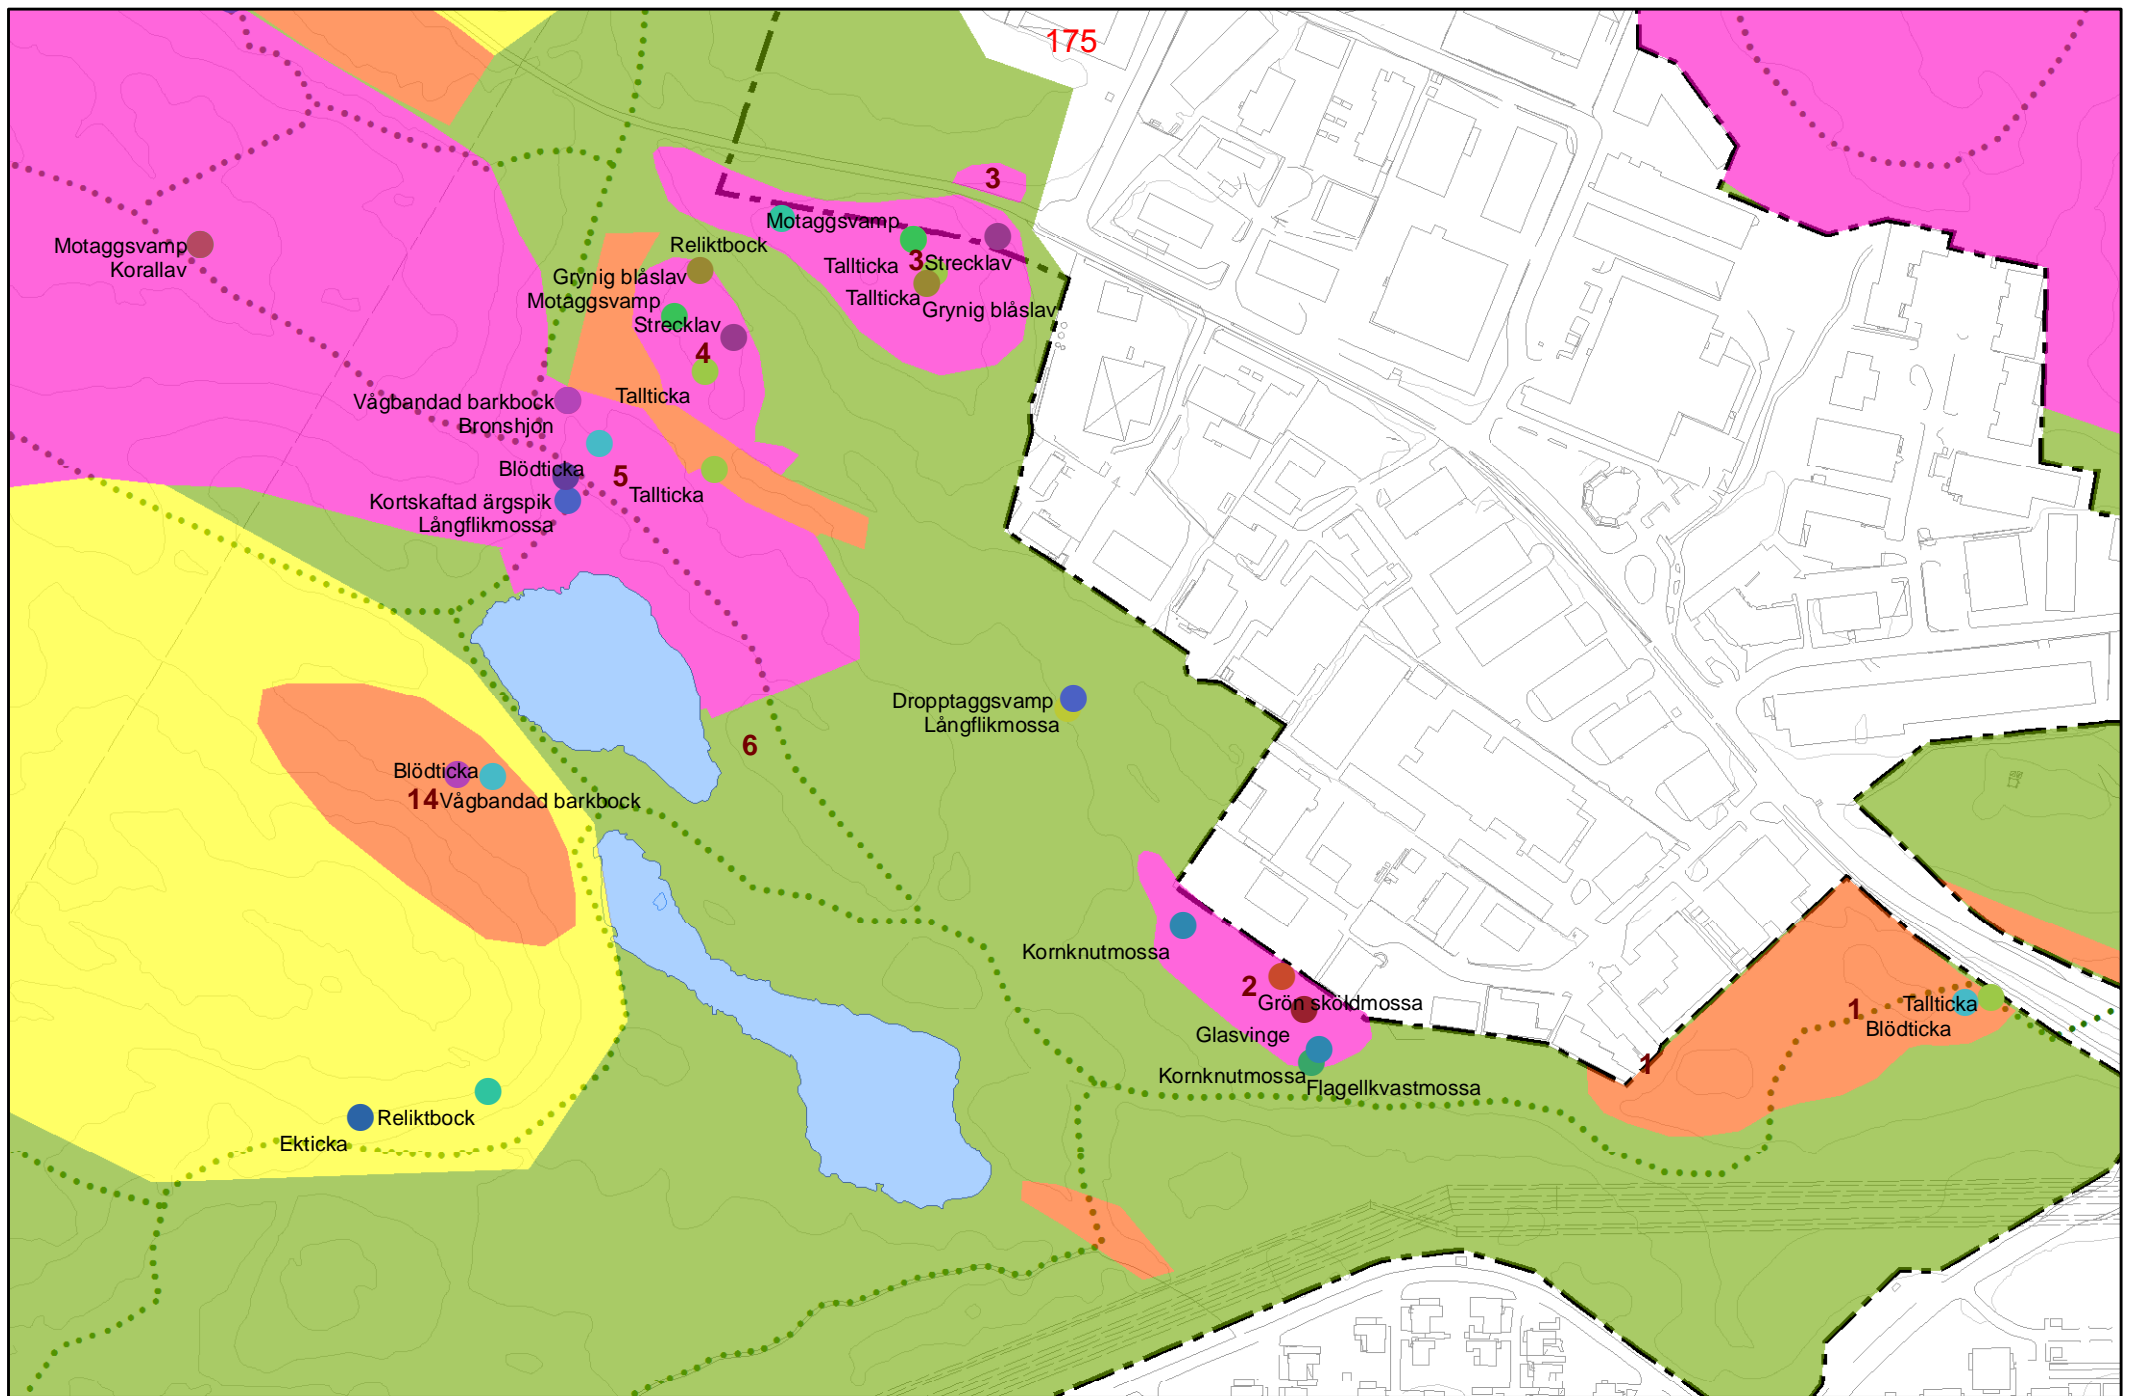 175
3
Motaggsvamp
Reliktbock
Motaggsvamp
Korallav
Tallticka
3
Strecklav
Grynig blåslav
Tallticka
Grynig blåslav
Motaggsvamp
Strecklav
4
Tallticka
Vågbandad barkbock
Bronshjon
Blödticka
5
Tallticka
Kortskaftad ärgspik
Långflikmossa
Dropptaggsvamp
Långflikmossa
6
Blödticka
14
Vågbandad barkbock
Kornknutmossa
2
Grön sköldmossa
Glasvinge
1
Tallticka
Blödticka
1
Kornknutmossa
Flagellkvastmossa
Reliktbock
Ekticka